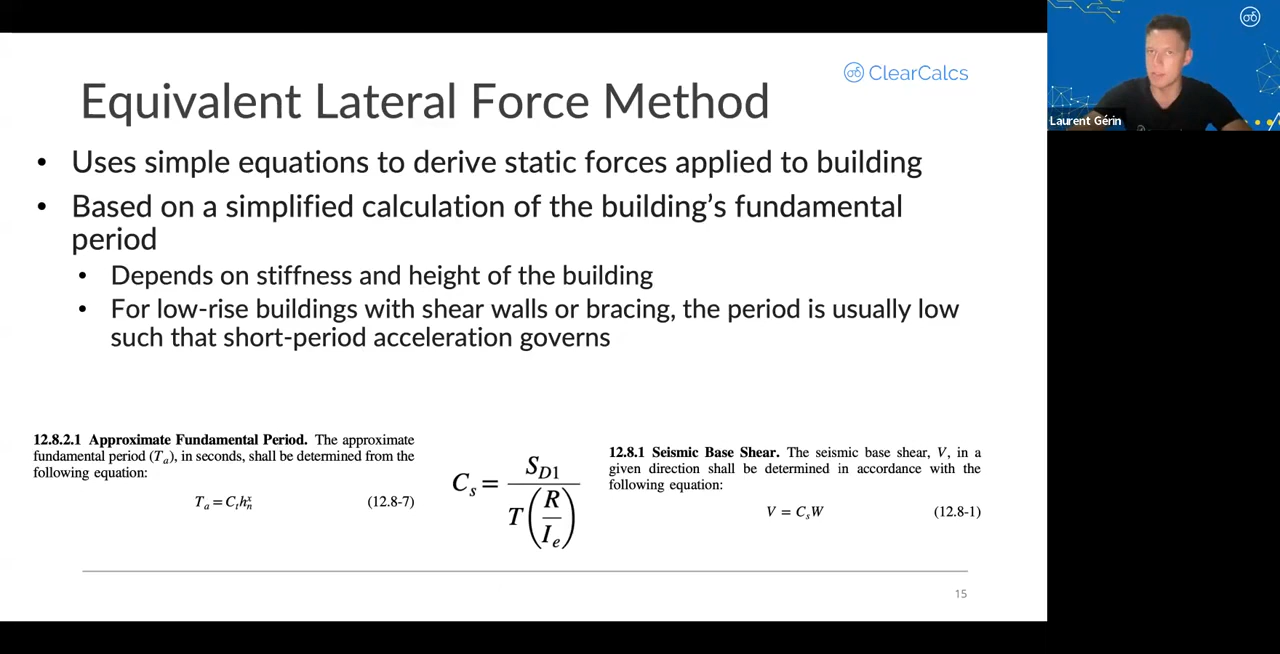 ClearCalcs
Equivalent Lateral Force Method
• Uses simple equations to derive static forces applied to building
• Based on a simplified calculation of the building’s fundamental
period
• Depends on stiffness and height of the building
• For low-rise buildings with shear walls or bracing, the period is usually low
such that short-period acceleration governs
12.8.2.1 Approximate Fundamental Period. The approximate
fundamental period (Tₐ), in seconds, shall be determined from the
following equation:
Tₐ = Cₜhₙˣ (12.8-7)
C_s = S_D1 / (T(R/I_e))
12.8.1 Seismic Base Shear. The seismic base shear, V, in a
given direction shall be determined in accordance with the
following equation:
V = CₛW (12.8-1)
15
Laurent Gérin